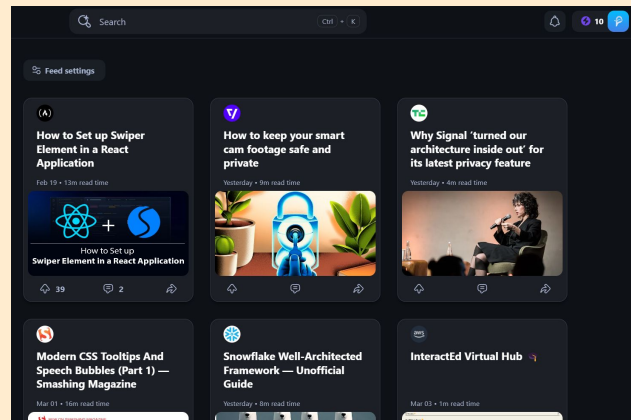 Search
Ctrl + K
10
Feed settings
(A)
How to Set up Swiper
Element in a React
Application
Feb 19 • 13m read time
+
How to Set up
Swiper Element in a React Application
39
2
How to keep your smart
cam footage safe and
private
Yesterday • 9m read time
TC
Why Signal ‘turned our
architecture inside out’ for
its latest privacy feature
Yesterday • 4m read time
Modern CSS Tooltips And
Speech Bubbles (Part 1) —
Smashing Magazine
Mar 01 • 16m read time
Snowflake Well-Architected
Framework — Unofficial
Guide
Yesterday • 8m read time
aws
InteractEd Virtual Hub
Mar 03 • 1m read time